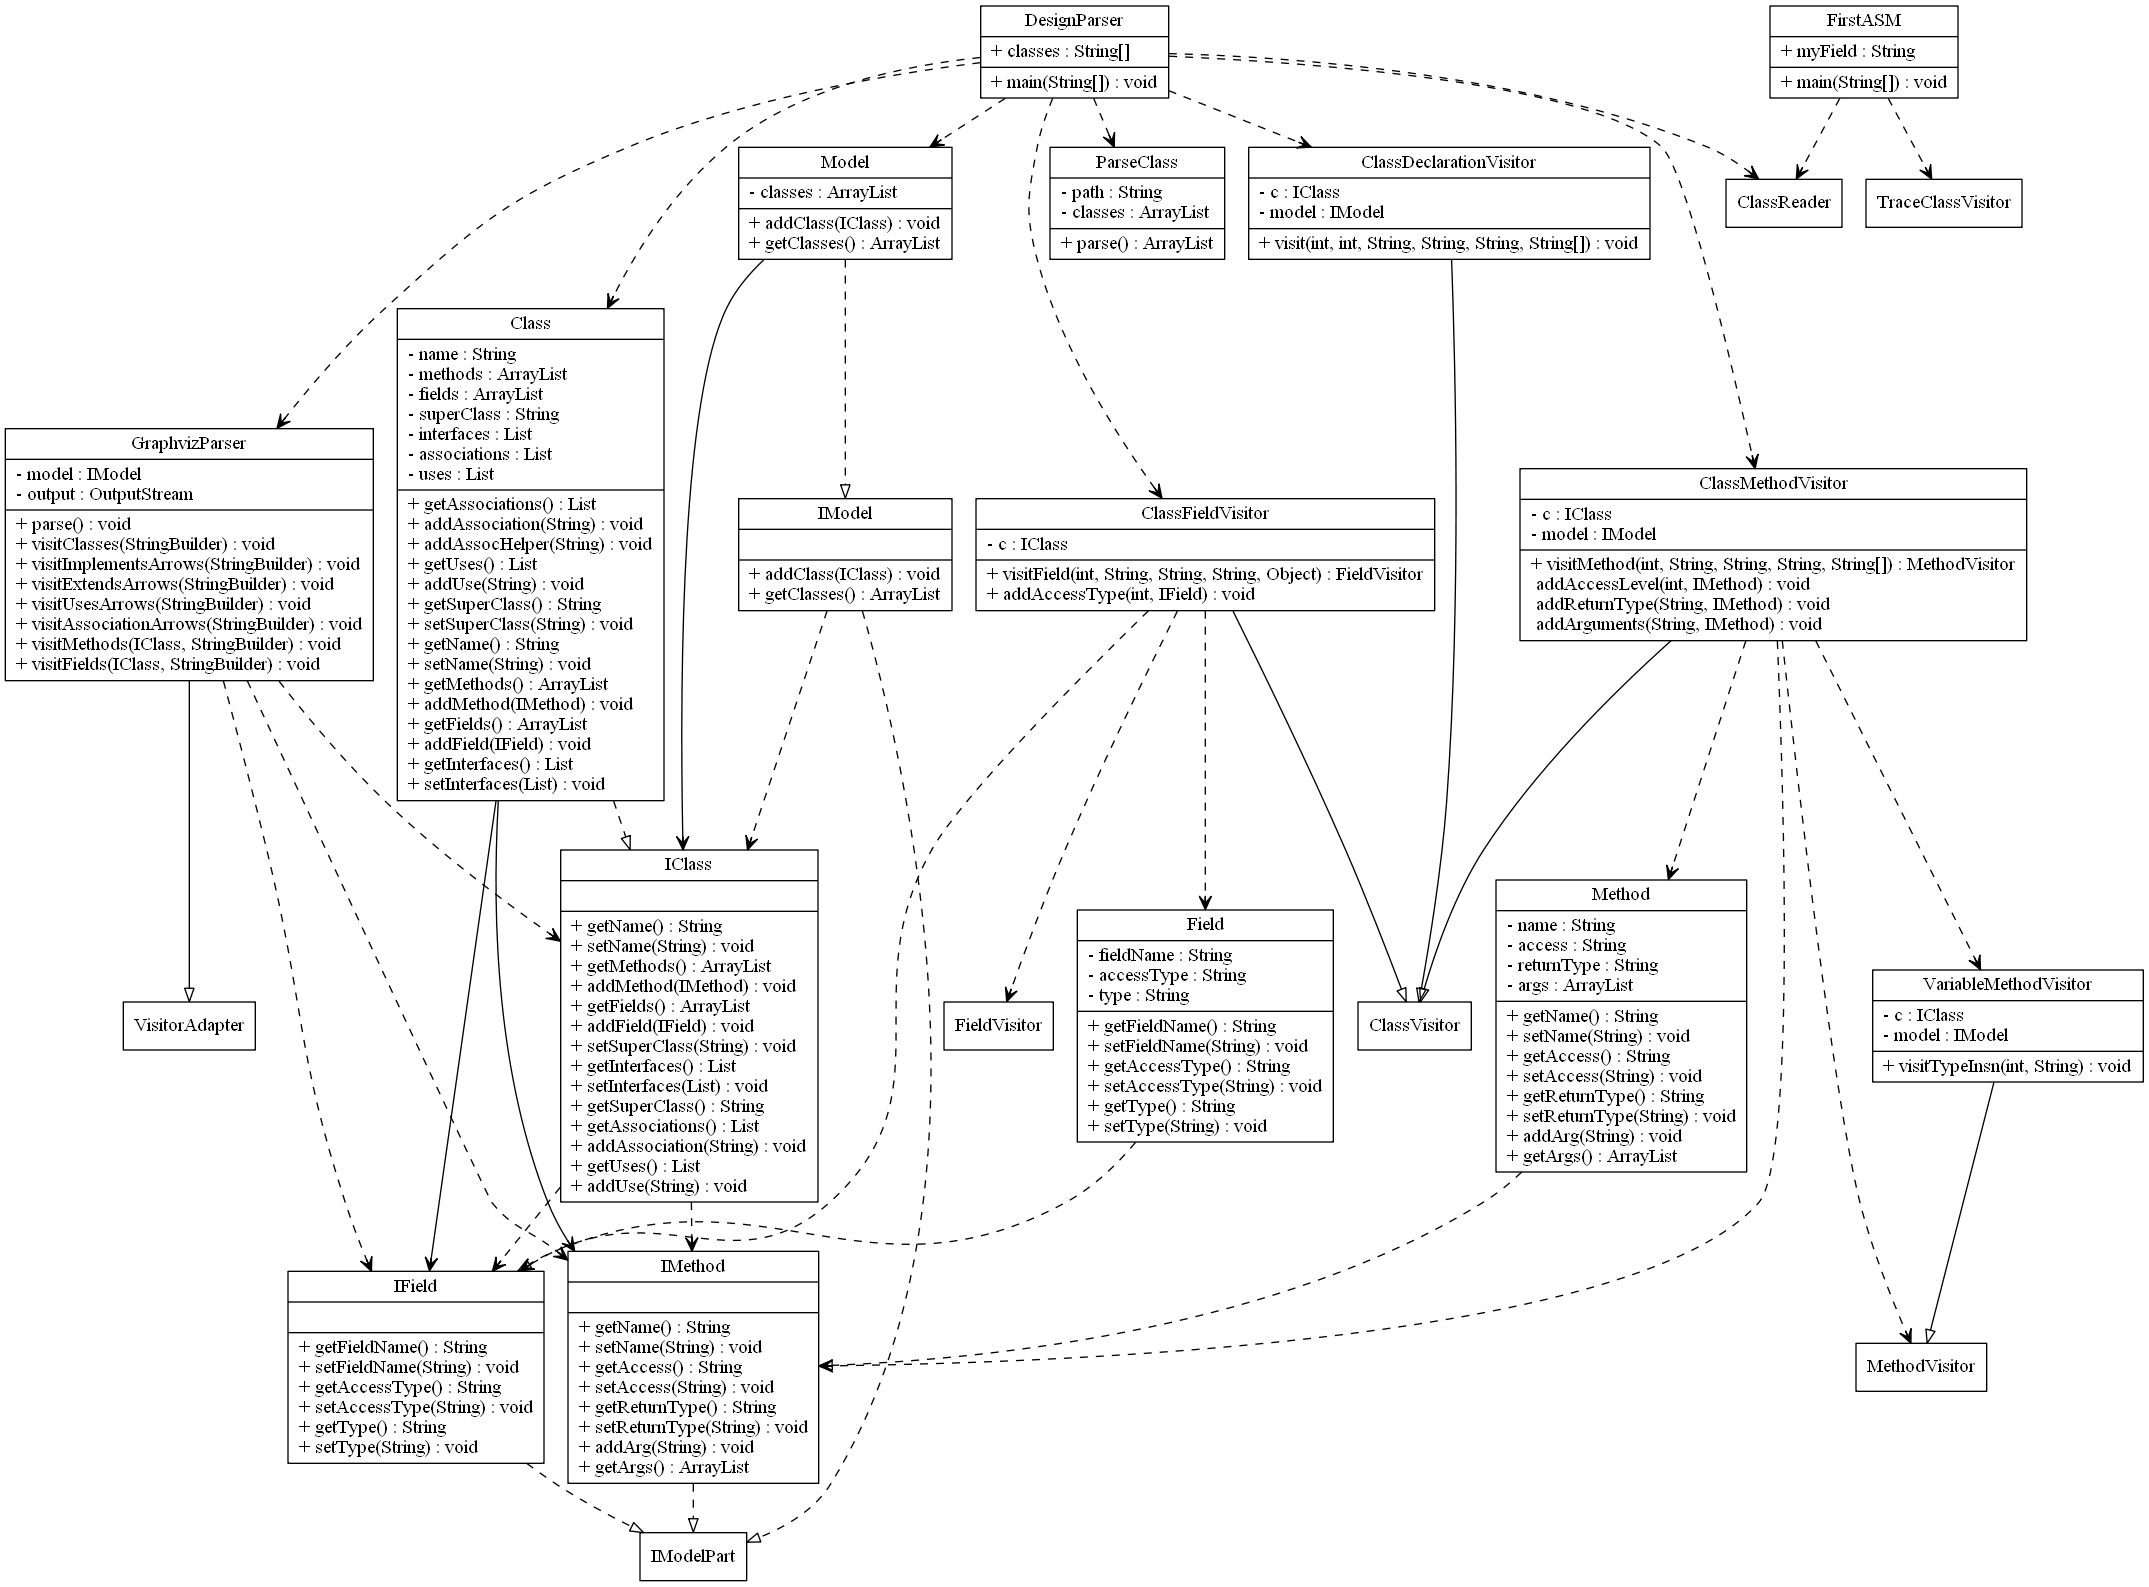 DesignParser
+ classes : String[]
+ main(String[]) : void
FirstASM
+ myField : String
+ main(String[]) : void
Model
- classes : ArrayList
+ addClass(IClass) : void
+ getClasses() : ArrayList
ParseClass
- path : String
- classes : ArrayList
+ parse() : ArrayList
ClassDeclarationVisitor
- c : IClass
- model : IModel
+ visit(int, int, String, String, String, String[]) : void
ClassReader
TraceClassVisitor
Class
- name : String
- methods : ArrayList
- fields : ArrayList
- superClass : String
- interfaces : List
- associations : List
- uses : List
+ getAssociations() : List
+ addAssociation(String) : void
+ addAssocHelper(String) : void
+ getUses() : List
+ addUse(String) : void
+ getSuperClass() : String
+ setSuperClass(String) : void
+ getName() : String
+ setName(String) : void
+ getMethods() : ArrayList
+ addMethod(IMethod) : void
+ getFields() : ArrayList
+ addField(IField) : void
+ getInterfaces() : List
+ setInterfaces(List) : void
GraphvizParser
- model : IModel
- output : OutputStream
+ parse() : void
+ visitClasses(StringBuilder) : void
+ visitImplementsArrows(StringBuilder) : void
+ visitExtendsArrows(StringBuilder) : void
+ visitUsesArrows(StringBuilder) : void
+ visitAssociationArrows(StringBuilder) : void
+ visitMethods(IClass, StringBuilder) : void
+ visitFields(IClass, StringBuilder) : void
IModel
+ addClass(IClass) : void
+ getClasses() : ArrayList
ClassFieldVisitor
- c : IClass
+ visitField(int, String, String, String, Object) : FieldVisitor
+ addAccessType(int, IField) : void
ClassMethodVisitor
- c : IClass
- model : IModel
+ visitMethod(int, String, String, String, String[]) : MethodVisitor
addAccessLevel(int, IMethod) : void
addReturnType(String, IMethod) : void
addArguments(String, IMethod) : void
IClass
+ getName() : String
+ setName(String) : void
+ getMethods() : ArrayList
+ addMethod(IMethod) : void
+ getFields() : ArrayList
+ addField(IField) : void
+ setSuperClass(String) : void
+ getInterfaces() : List
+ setInterfaces(List) : void
+ getSuperClass() : String
+ getAssociations() : List
+ addAssociation(String) : void
+ getUses() : List
+ addUse(String) : void
VisitorAdapter
FieldVisitor
Field
- fieldName : String
- accessType : String
- type : String
+ getFieldName() : String
+ setFieldName(String) : void
+ getAccessType() : String
+ setAccessType(String) : void
+ getType() : String
+ setType(String) : void
ClassVisitor
Method
- name : String
- access : String
- returnType : String
- args : ArrayList
+ getName() : String
+ setName(String) : void
+ getAccess() : String
+ setAccess(String) : void
+ getReturnType() : String
+ setReturnType(String) : void
+ addArg(String) : void
+ getArgs() : ArrayList
VariableMethodVisitor
- c : IClass
- model : IModel
+ visitTypeInsn(int, String) : void
IField
+ getFieldName() : String
+ setFieldName(String) : void
+ getAccessType() : String
+ setAccessType(String) : void
+ getType() : String
+ setType(String) : void
IMethod
+ getName() : String
+ setName(String) : void
+ getAccess() : String
+ setAccess(String) : void
+ getReturnType() : String
+ setReturnType(String) : void
+ addArg(String) : void
+ getArgs() : ArrayList
MethodVisitor
IModelPart